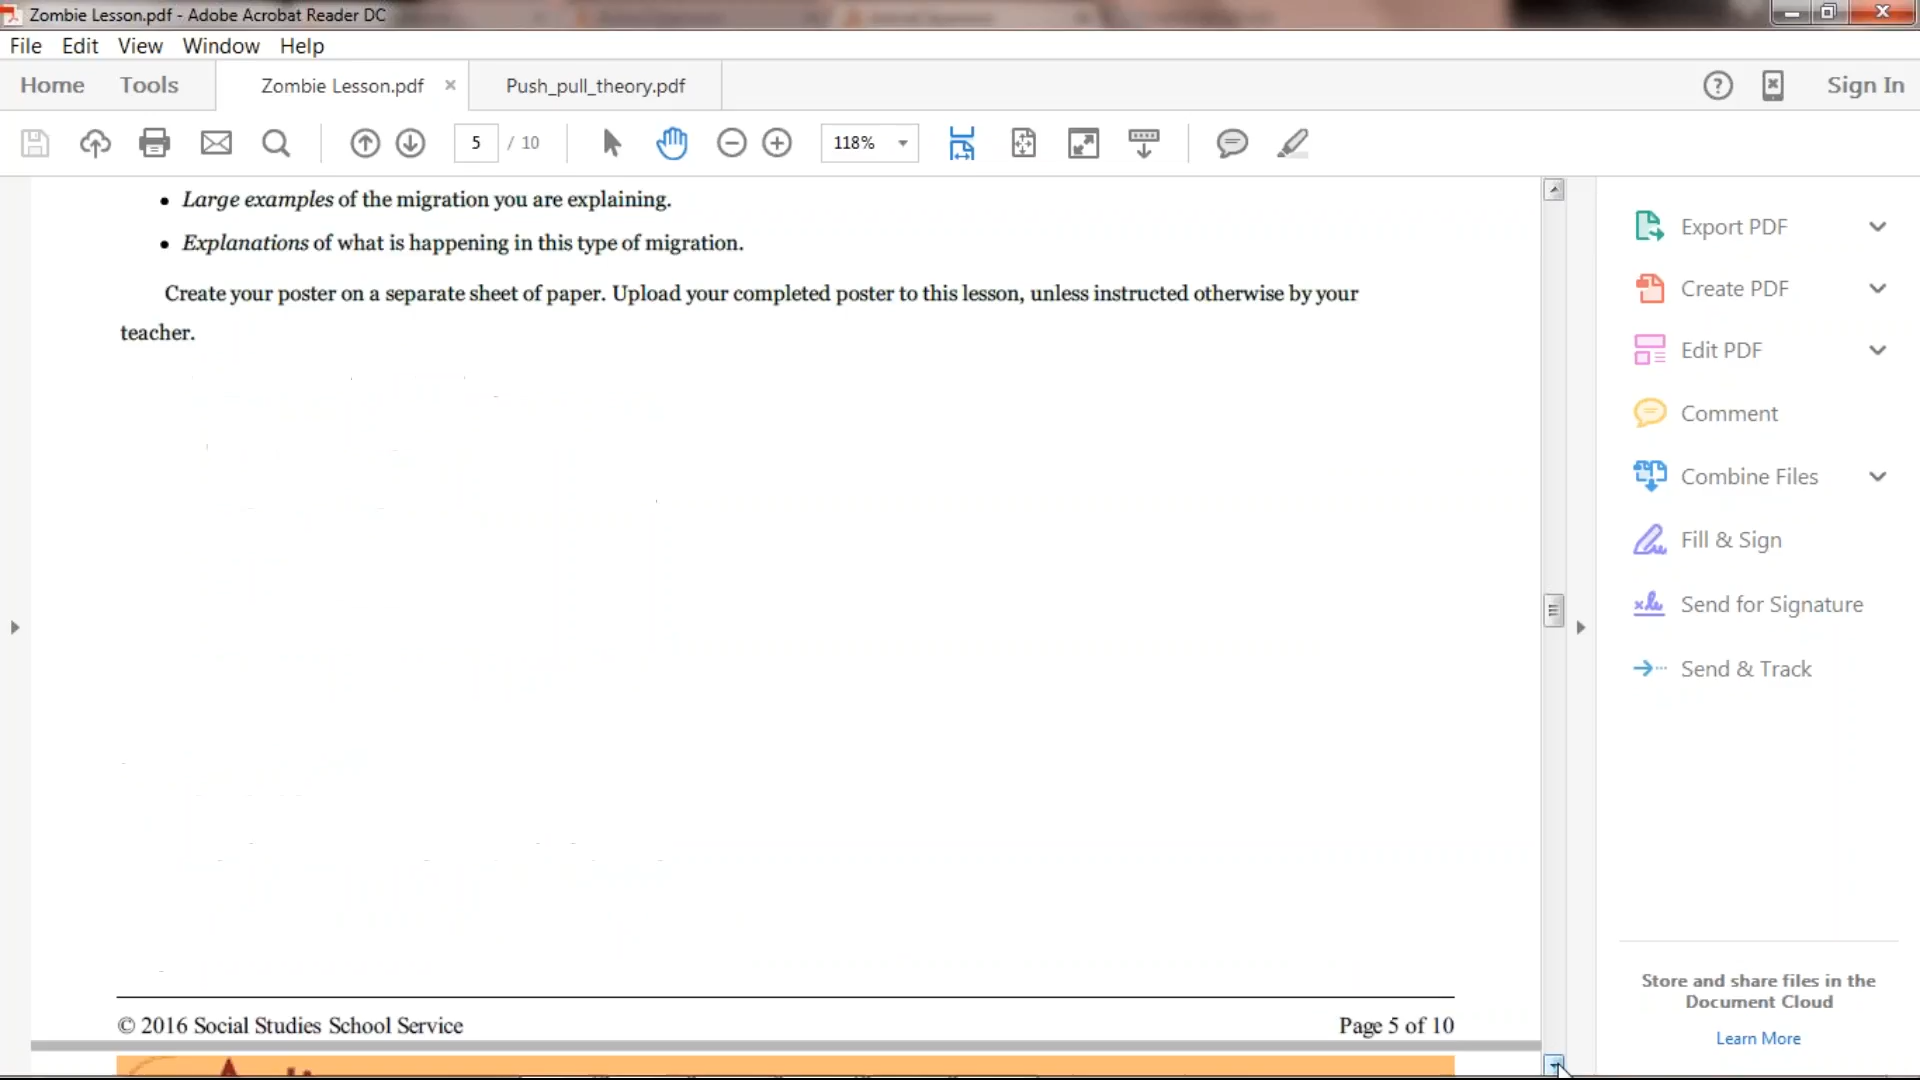 Zombie Lesson.pdf - Adobe Acrobat Reader DC
File Edit View Window Help
Home Tools Zombie Lesson.pdf × Push_pull_theory.pdf Sign In
5 / 10 118%
• Large examples of the migration you are explaining.
• Explanations of what is happening in this type of migration.
Create your poster on a separate sheet of paper. Upload your completed poster to this lesson, unless instructed otherwise by your
teacher.
© 2016 Social Studies School Service Page 5 of 10
Export PDF
Create PDF
Edit PDF
Comment
Combine Files
Fill & Sign
Send for Signature
Send & Track
Store and share files in the
Document Cloud
Learn More